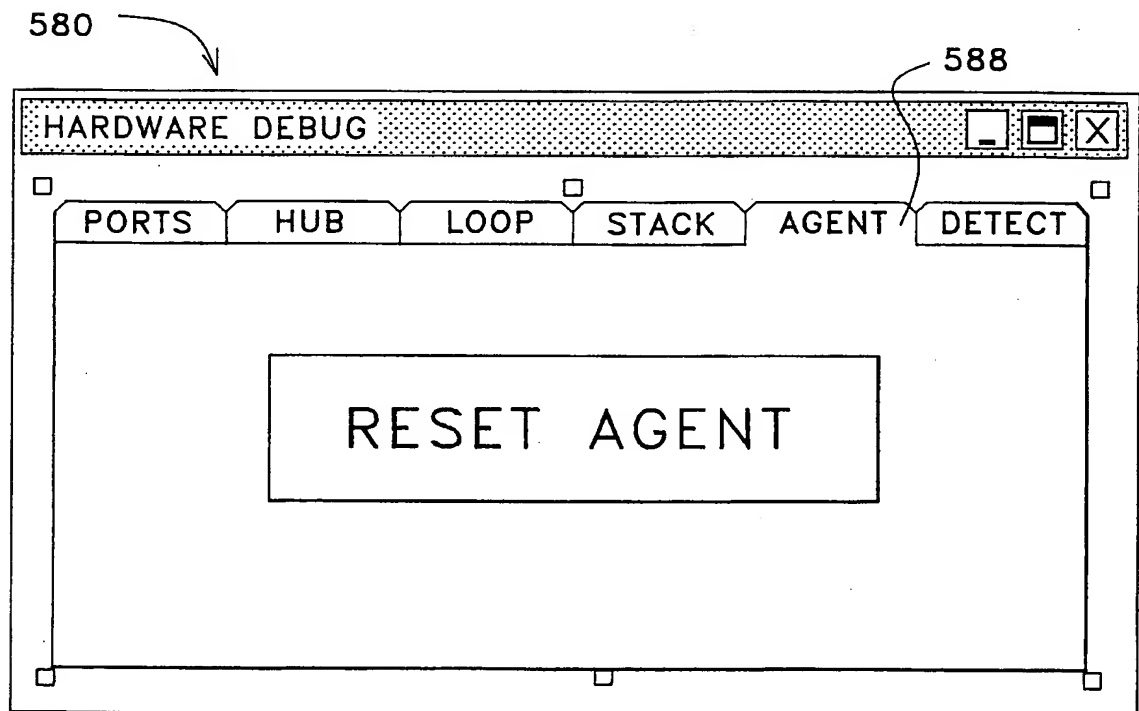 580
588
HARDWARE DEBUG
PORTS HUB LOOP STACK AGENT DETECT
RESET AGENT